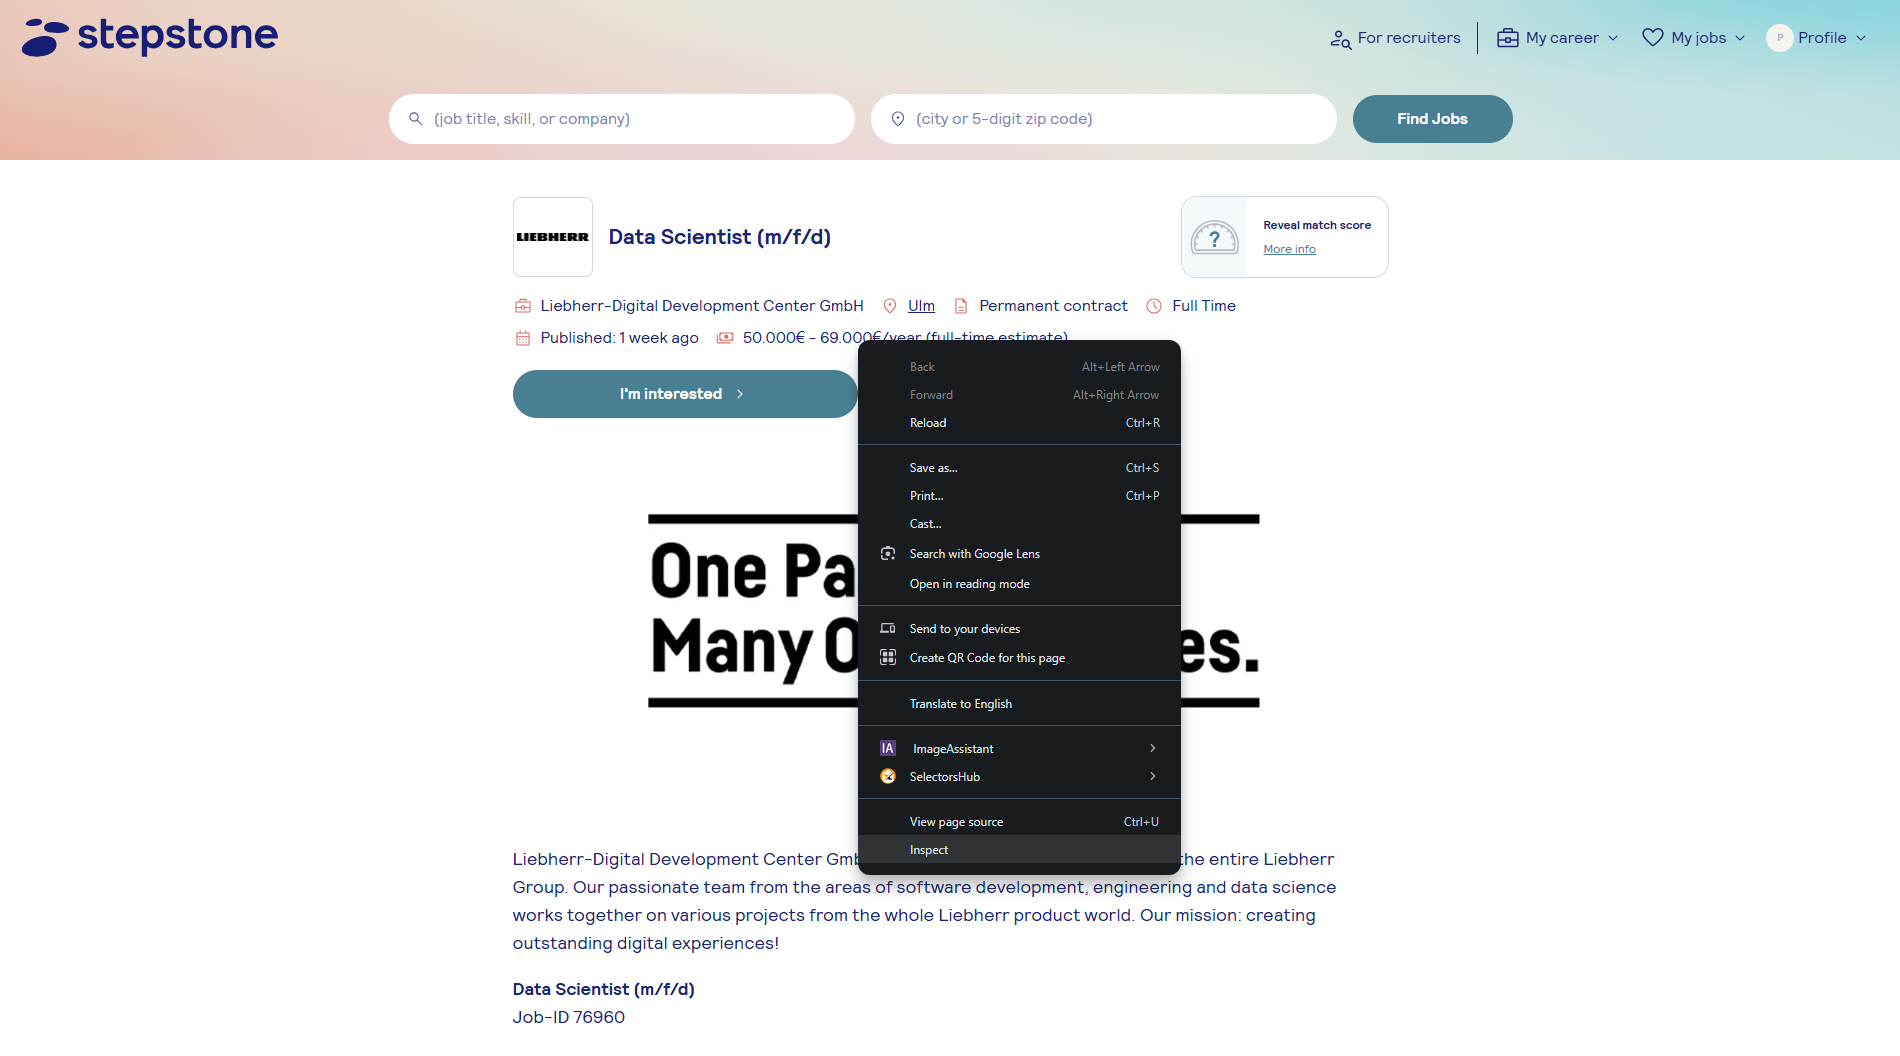 stepstone
For recruiters
My career
My jobs
P
Profile
(job title, skill, or company)
(city or 5-digit zip code)
Find Jobs
LIEBHERR
Data Scientist (m/f/d)
?
Reveal match score
More info
Liebherr-Digital Development Center GmbH
Ulm
Permanent contract
Full Time
Published: 1 week ago
50.000€ - 69.000€/year (full-time estimate)
I'm interested
Back Alt+Left Arrow
Forward Alt+Right Arrow
Reload Ctrl+R
Save as... Ctrl+S
Print... Ctrl+P
Cast...
Search with Google Lens
Open in reading mode
Send to your devices
Create QR Code for this page
Translate to English
IA ImageAssistant
SelectorsHub
View page source Ctrl+U
Inspect
One Pa
Many O es.
Liebherr-Digital Development Center Gmb the entire Liebherr
Group. Our passionate team from the areas of software development, engineering and data science
works together on various projects from the whole Liebherr product world. Our mission: creating
outstanding digital experiences!
Data Scientist (m/f/d)
Job-ID 76960